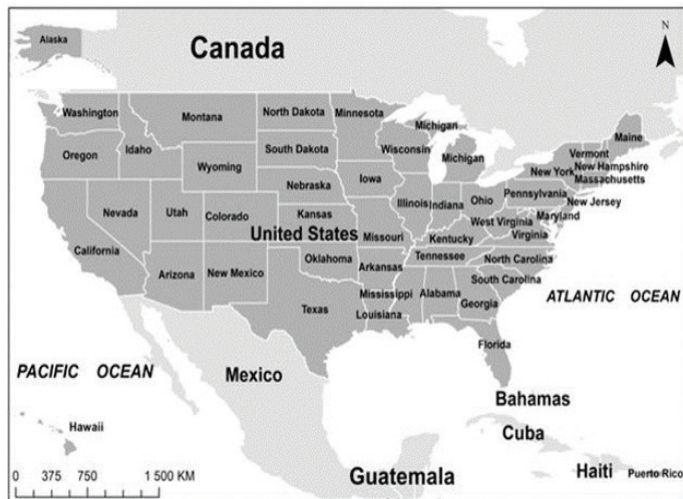 N
Alaska
Canada
Washington
Montana
North Dakota
Minnesota
Michigan
Maine
Oregon
Idaho
South Dakota
Wisconsin
Michigan
Vermont
Wyoming
New York
New Hampshire
Massachusetts
Nebraska
Iowa
Pennsylvania
New Jersey
Nevada
Utah
Colorado
Kansas
Illinois
Indiana
Ohio
Maryland
West Virginia
Virginia
United States
Missouri
Kentucky
California
Oklahoma
Tennessee
North Carolina
Arizona
New Mexico
Arkansas
South Carolina
Mississippi
Alabama
Georgia
ATLANTIC OCEAN
Texas
Louisiana
Florida
PACIFIC OCEAN
Mexico
Bahamas
Hawaii
Cuba
Guatemala
Haiti
Puerto Rico
0 375 750 1 500 KM